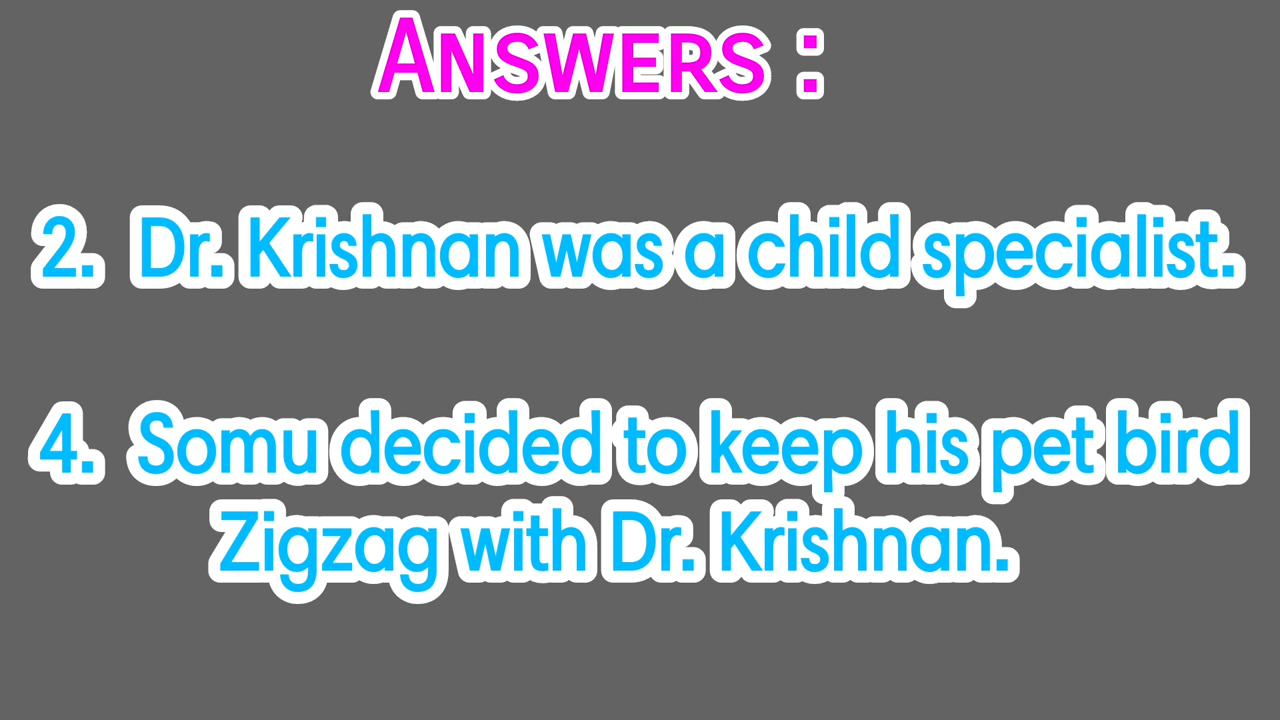 Answers :
2. Dr. Krishnan was a child specialist.
4. Somu decided to keep his pet bird
Zigzag with Dr. Krishnan.